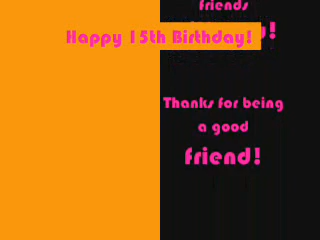 friends
Happy 15th Birthday!
Thanks for being
a good
friend!